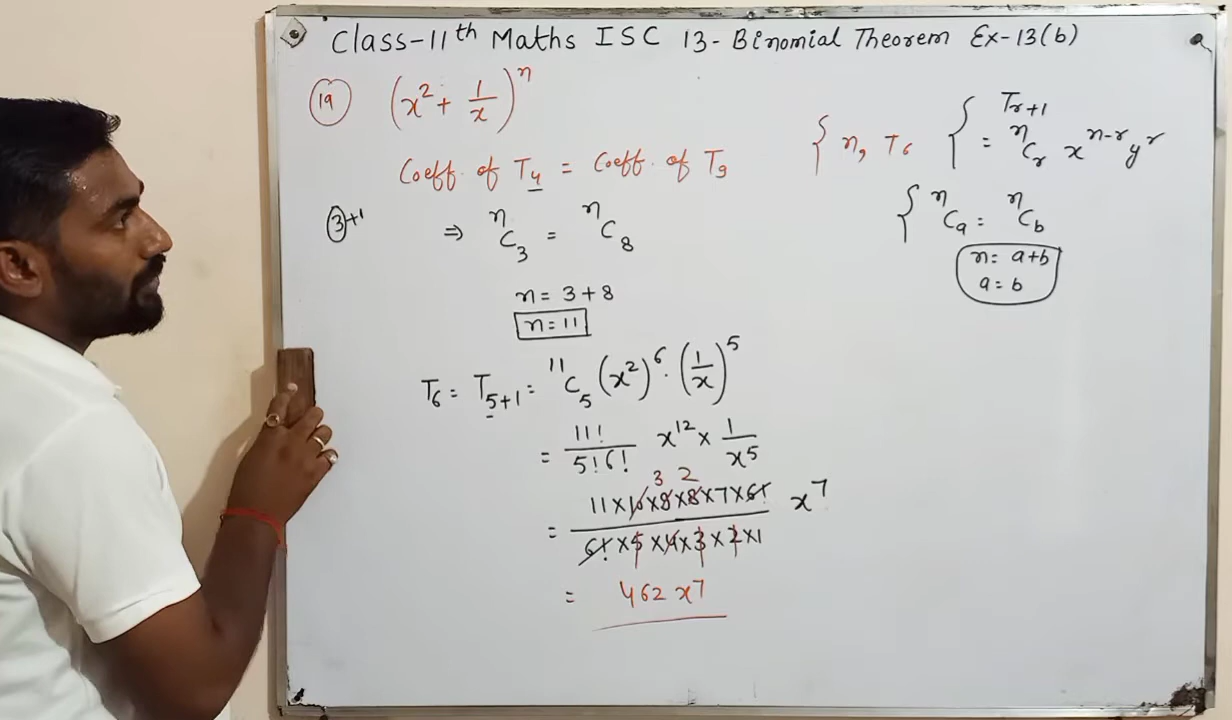 Class-11th Maths ISC 13-Binomial Theorem Ex-13(b)
19 (x² + 1/x)ⁿ
Coeff. of T₄ = Coeff. of T₉ { n, T₆ { Tᵣ₊₁ = ⁿCᵣ xⁿ⁻ʳ yʳ
3+1 ⇒ ⁿC₃ = ⁿC₈ { ⁿCₐ = ⁿC_b
n = a+b
a = b
n = 3+8
n = 11
T₆ = T₅₊₁ = ¹¹C₅ (x²)⁶ · (1/x)⁵
= 11!/5!6! x¹² × 1/x⁵
3 2
= 11×10×9×8×7×6!/6!×5×4×3×2×1 x⁷
= 462 x⁷